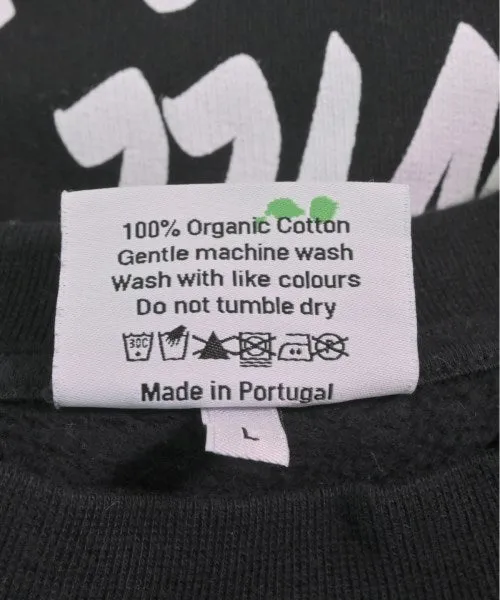 100% Organic Cotton
Gentle machine wash
Wash with like colours
Do not tumble dry
30C
Made in Portugal
L